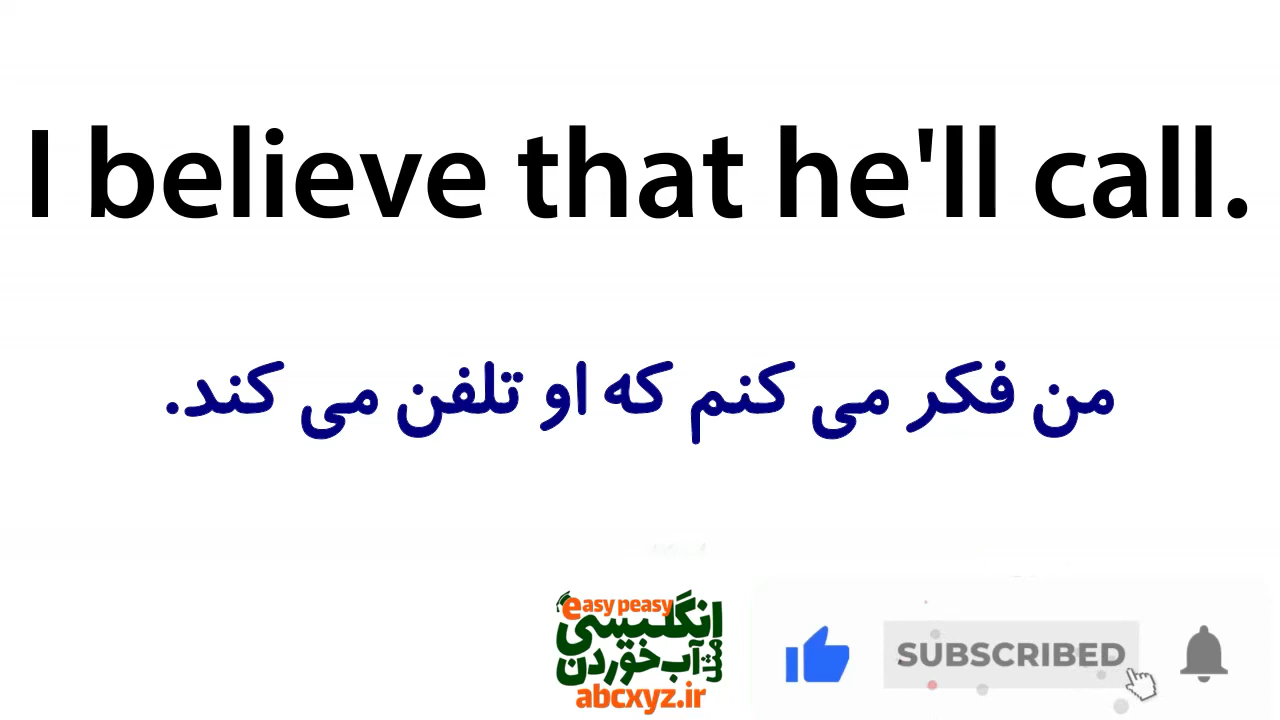 I believe that he'll call.
من فکر می کنم که او تلفن می کند.
easy peasy
انگلیسی
مثل آب خوردن
abcxyz.ir
SUBSCRIBED